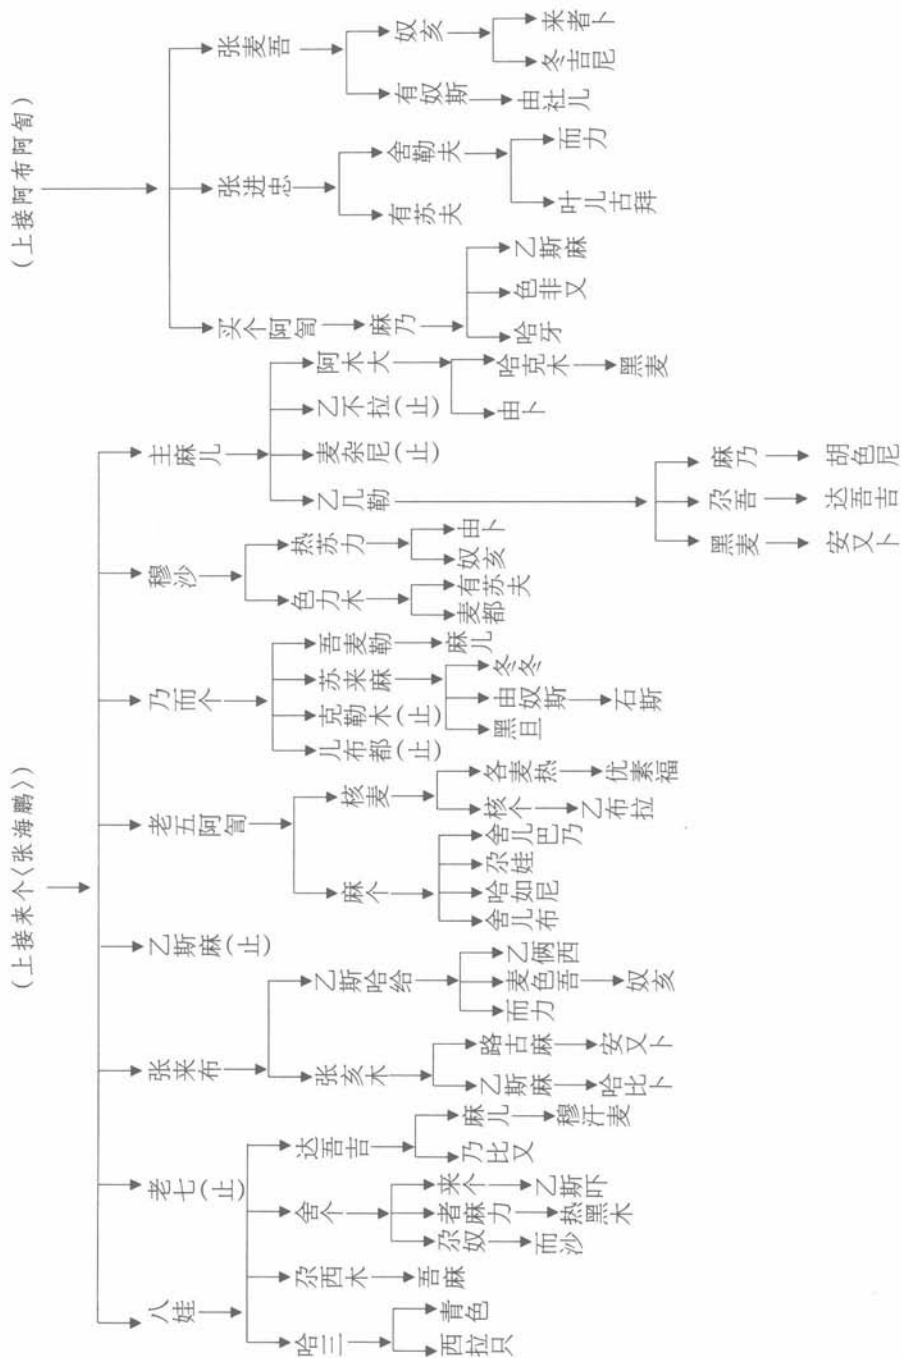 (上接来个〈张海鹏〉)
(上接阿布阿訇)
八娃
老七(止)
张来布
乙斯麻(止)
老五阿訇
乃而个
穆沙
主麻儿
买个阿訇
张进忠
张麦吾
哈三
尕西木
舍个
达吾吉
张亥木
乙斯哈给
麻个
核麦
儿布都(止)
克勒木(止)
苏来麻
吾麦勒
色力木
热苏力
乙几勒
麦杂尼(止)
乙不拉(止)
阿木大
麻乃
有苏夫
舍勒夫
有奴斯
奴亥
西拉只
青色
吾麻
尕奴
者麻力
来个
乃比又
麻儿
乙斯麻
路古麻
而力
麦色吾
乙俩西
舍儿布
哈如尼
尕娃
舍儿巴乃
核个
各麦热
黑旦
由奴斯
冬冬
麻儿
麦都
有苏夫
奴亥
由卜
由卜
哈克木
哈牙
色非又
乙斯麻
叶儿古拜
而力
由社儿
冬吉尼
来者卜
而沙
热黑木
乙斯吓
穆汗麦
哈比卜
安又卜
奴亥
乙布拉
优素福
石斯
黑麦
黑麦
尕吾
麻乃
安又卜
达吾吉
胡色尼